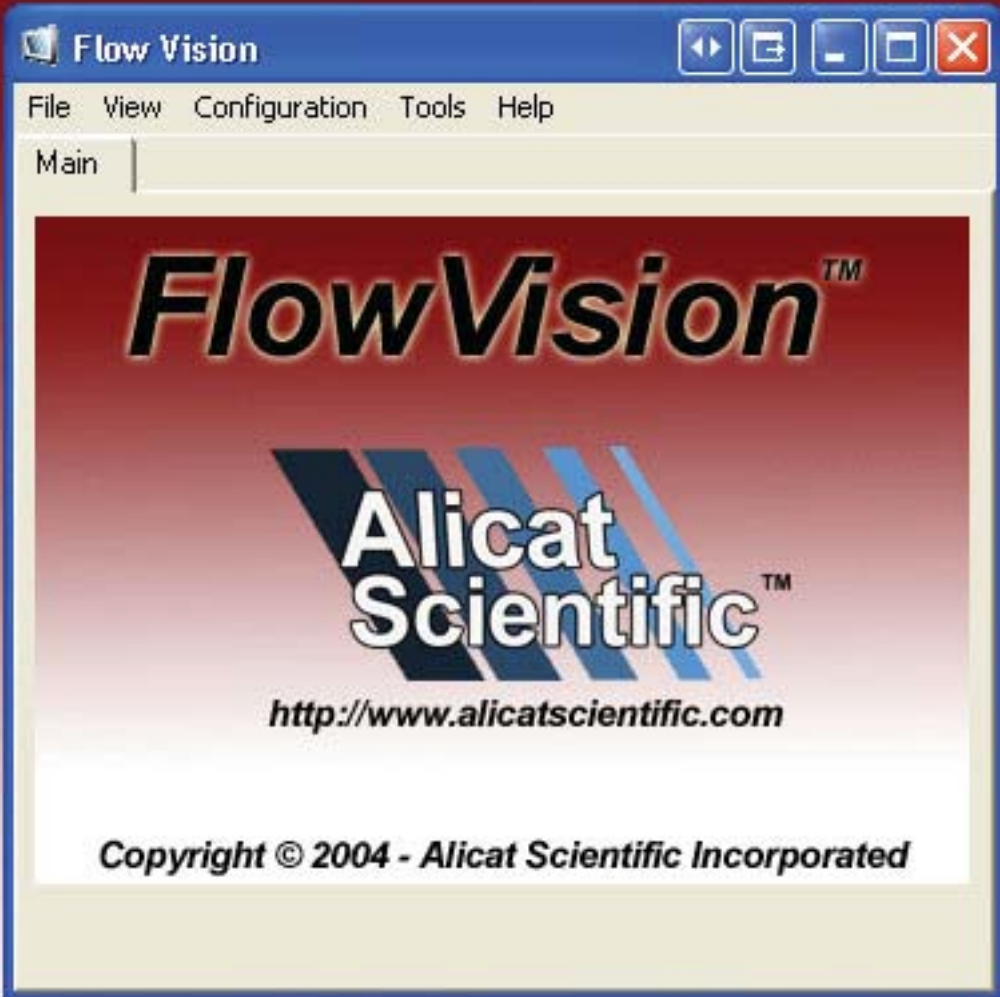 Flow Vision
File View Configuration Tools Help
Main
FlowVision™
Alicat
Scientific™
http://www.alicatscientific.com
Copyright © 2004 - Alicat Scientific Incorporated